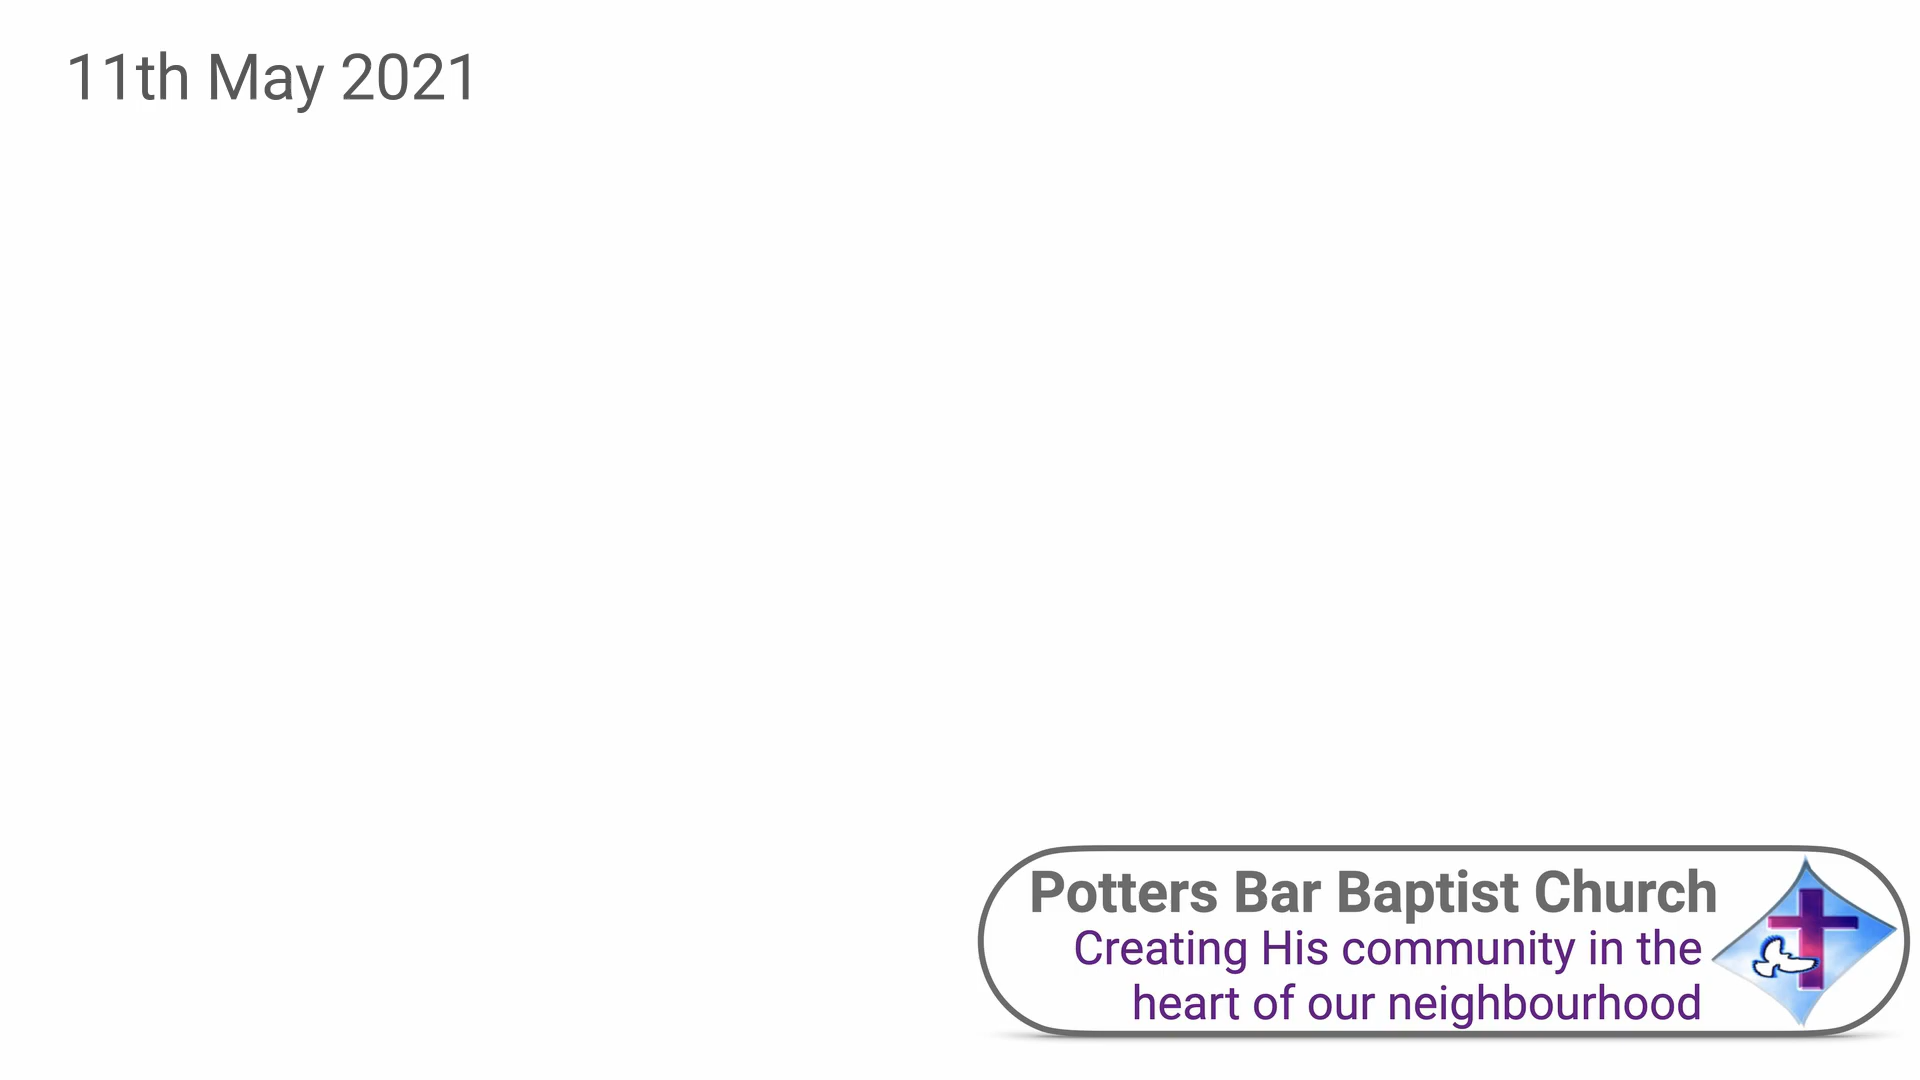 11th May 2021
Potters Bar Baptist Church
Creating His community in the
heart of our neighbourhood